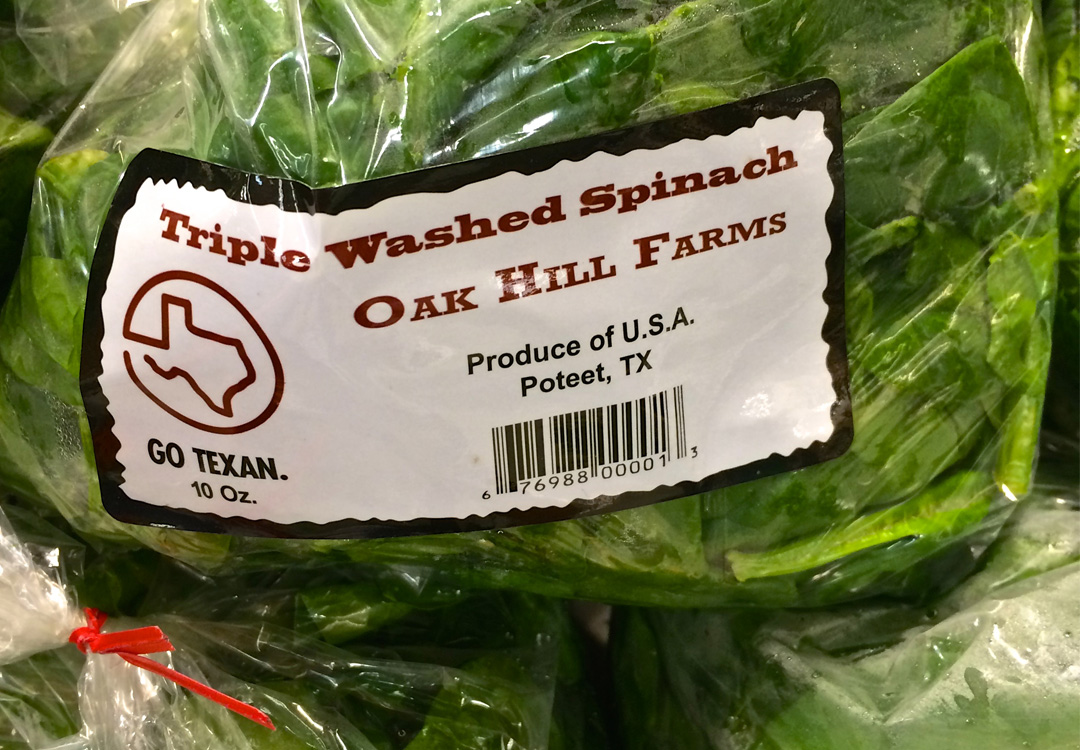 Triple Washed Spinach
Oak Hill Farms
Produce of U.S.A.
Poteet, TX
GO TEXAN.
10 Oz.
6 76988 00001 3